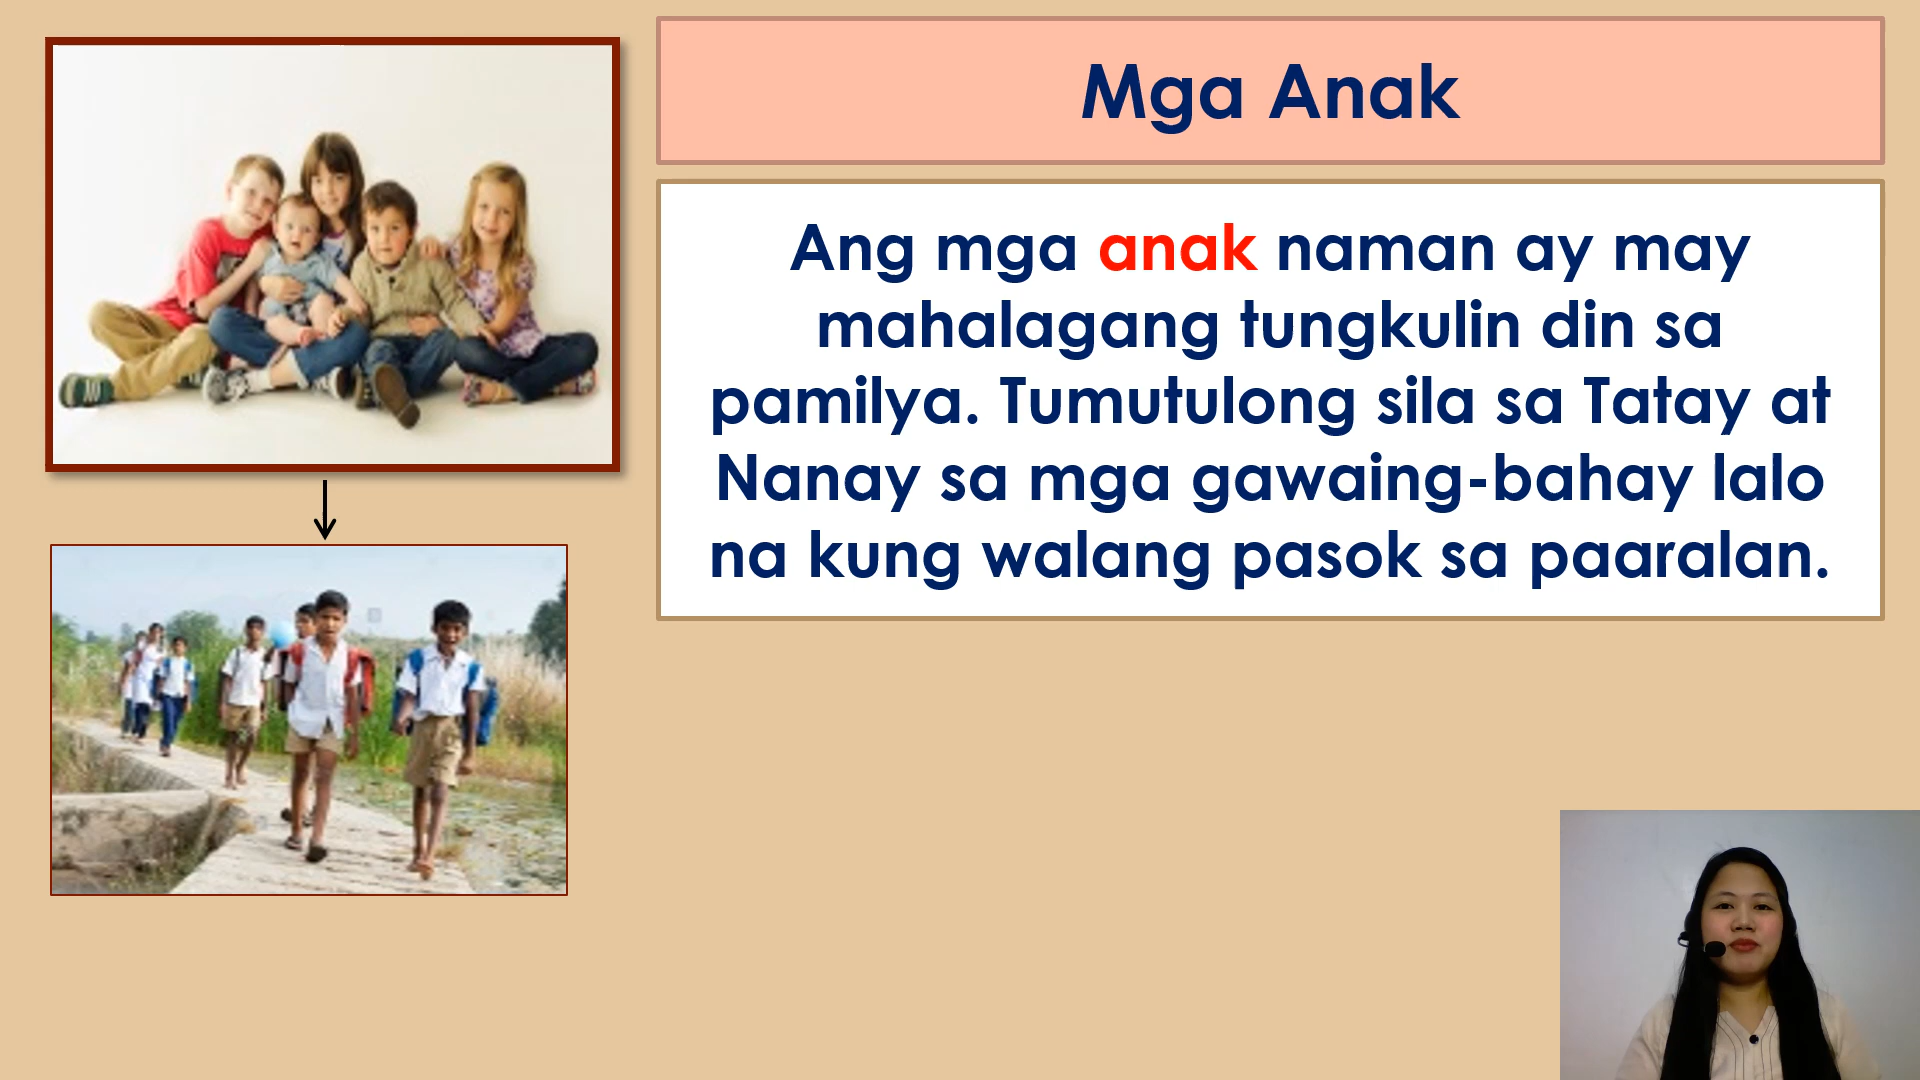 Mga Anak
Ang mga anak naman ay may
mahalagang tungkulin din sa
pamilya. Tumutulong sila sa Tatay at
Nanay sa mga gawaing-bahay lalo
na kung walang pasok sa paaralan.